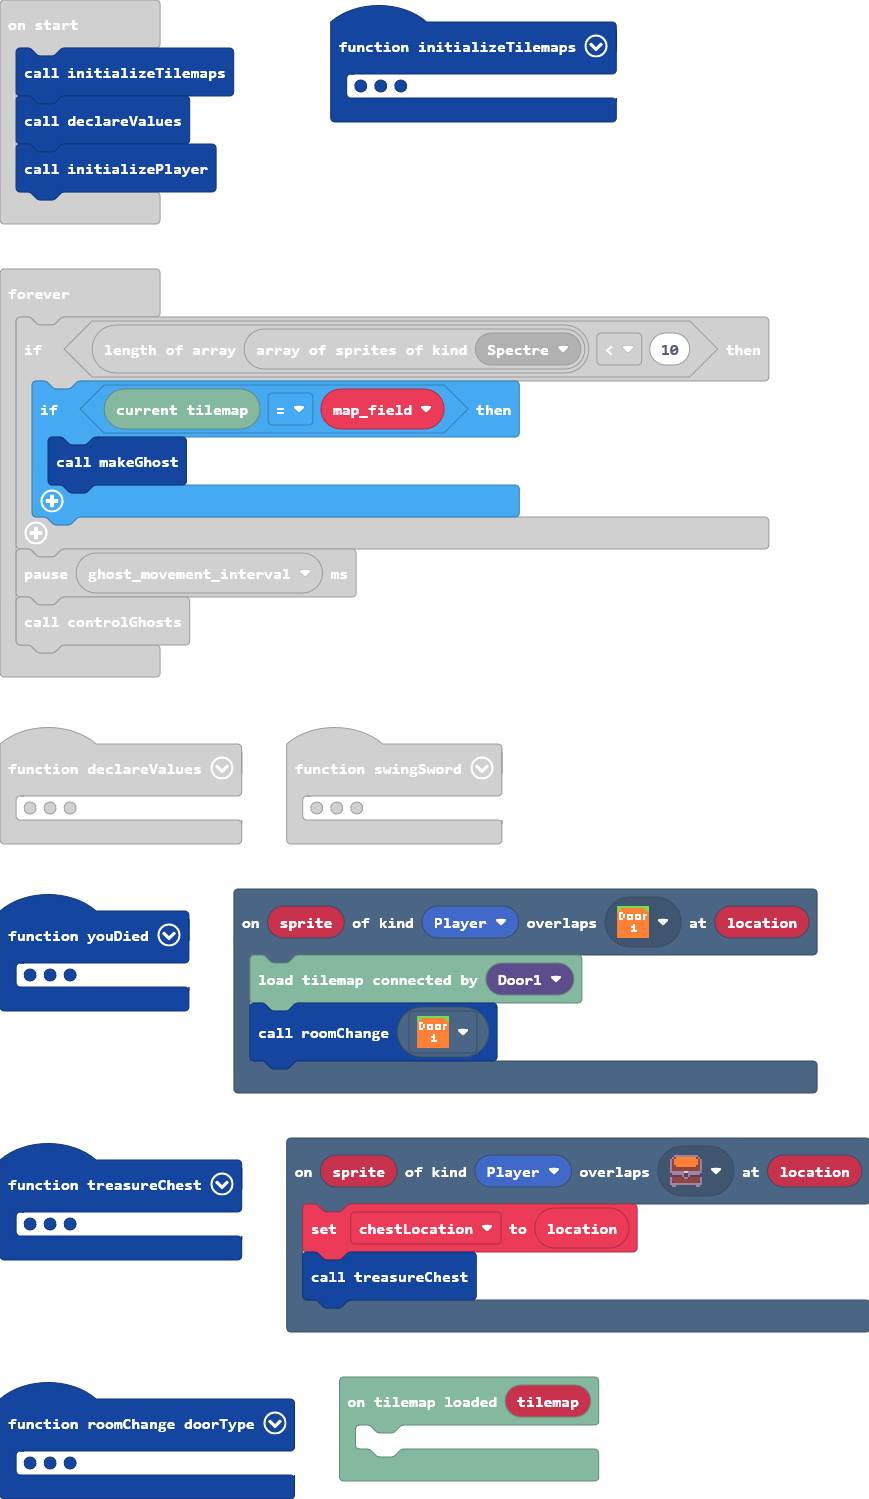 on start
call initializeTilemaps
call declareValues
call initializePlayer
function initializeTilemaps
forever
if length of array array of sprites of kind Spectre < 10 then
if current tilemap = map_field then
call makeGhost
pause ghost_movement_interval ms
call controlGhosts
function declareValues
function swingSword
function youDied
on sprite of kind Player overlaps Door 1 at location
load tilemap connected by Door1
call roomChange Door 1
function treasureChest
on sprite of kind Player overlaps at location
set chestLocation to location
call treasureChest
function roomChange doorType
on tilemap loaded tilemap